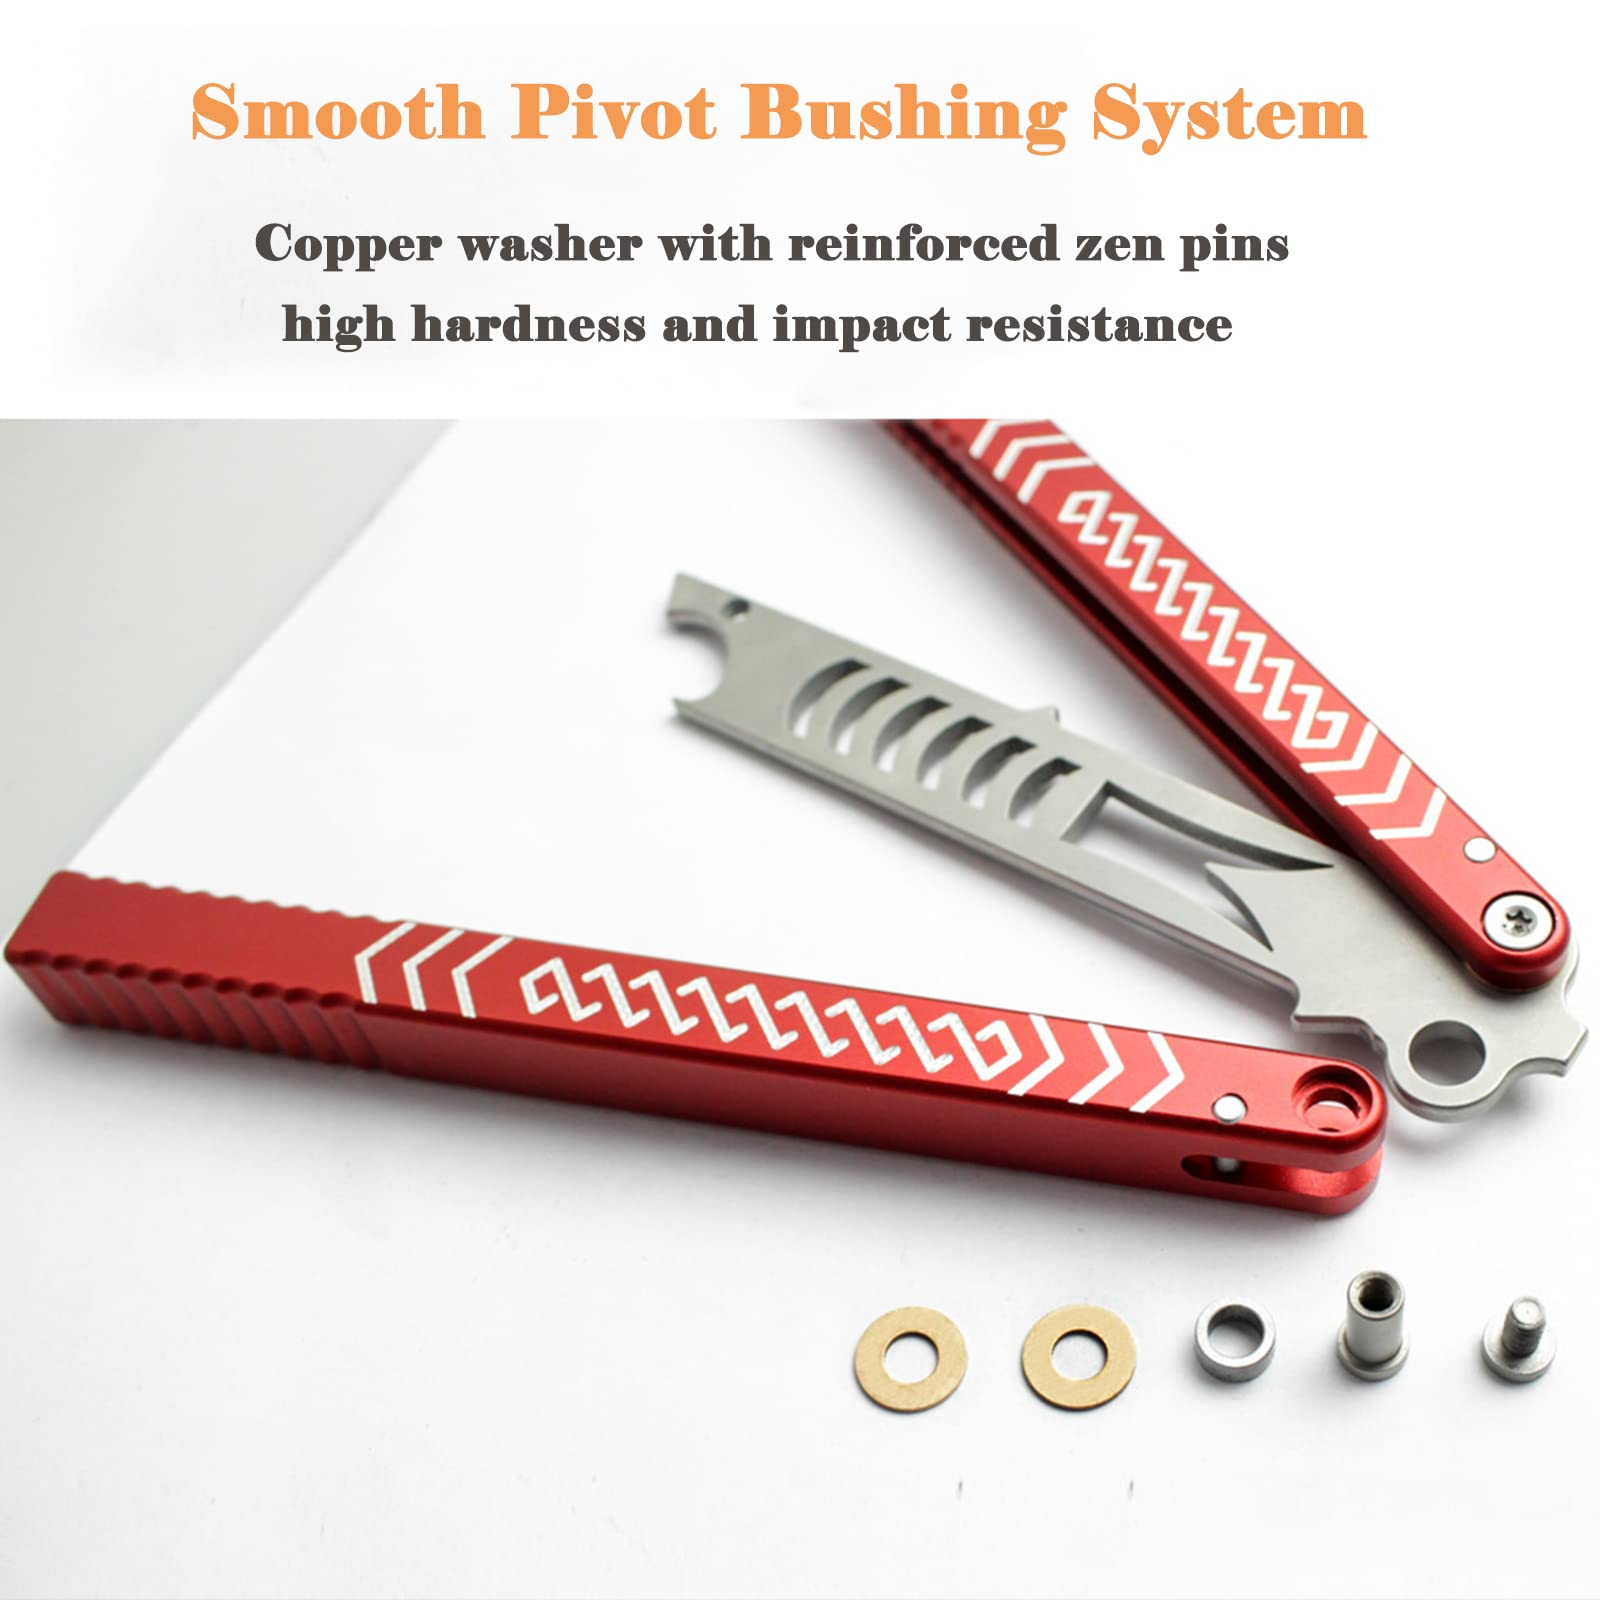 Smooth Pivot Bushing System
Copper washer with reinforced zen pins
high hardness and impact resistance